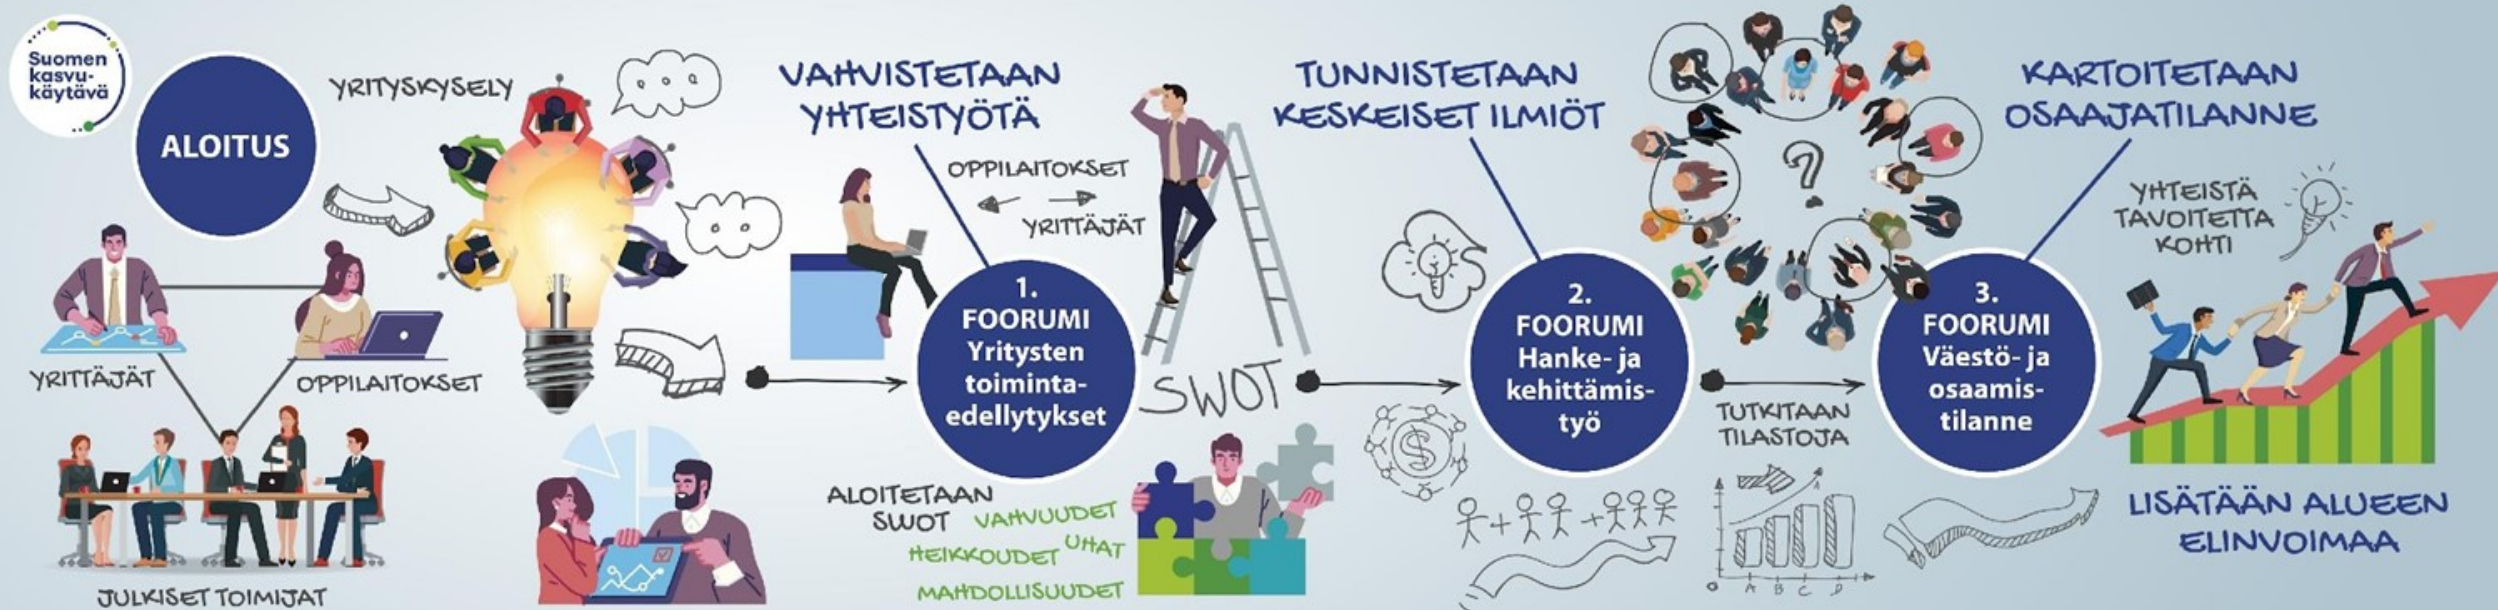 Suomen
kasvu-
käytävä
ALOITUS
YRITYSKYSELY
YRITTÄJÄT
OPPILAITOKSET
JULKISET TOIMIJAT
VAHVISTETAAN
YHTEISTYÖTÄ
OPPILAITOKSET
YRITTÄJÄT
1.
FOORUMI
Yritysten
toiminta-
edellytykset
SWOT
ALOITETAAN
SWOT
VAHVUUDET
HEIKKOUDET
UHAT
MAHDOLLISUUDET
TUNNISTETAAN
KESKEISET ILMIÖT
2.
FOORUMI
Hanke- ja
kehittämis-
työ
$
+ +
?
TUTKITAAN
TILASTOJA
0 A B C D
KARTOITETAAN
OSAAJATILANNE
3.
FOORUMI
Väestö- ja
osaamis-
tilanne
YHTEISTÄ
TAVOITETTA
KOHTI
LISÄTÄÄN ALUEEN
ELINVOIMAA